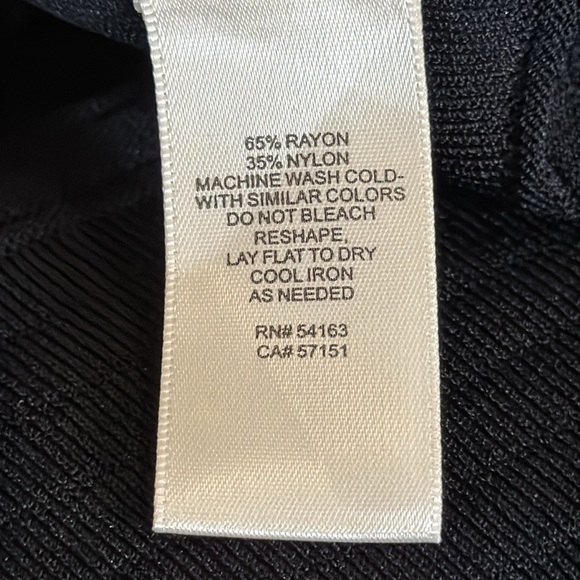 65% RAYON
35% NYLON
MACHINE WASH COLD-
WITH SIMILAR COLORS
DO NOT BLEACH
RESHAPE,
LAY FLAT TO DRY
COOL IRON
AS NEEDED
RN# 54163
CA# 57151